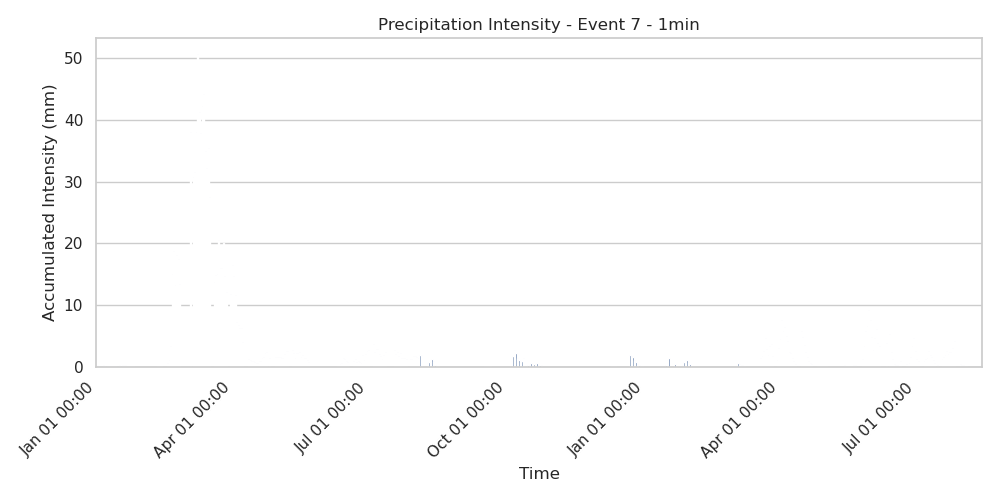 Precipitation Intensity - Event 7 - 1min
Accumulated Intensity (mm)
50
40
30
20
10
0
Jan 01 00:00
Apr 01 00:00
Jul 01 00:00
Oct 01 00:00
Jan 01 00:00
Apr 01 00:00
Jul 01 00:00
Time